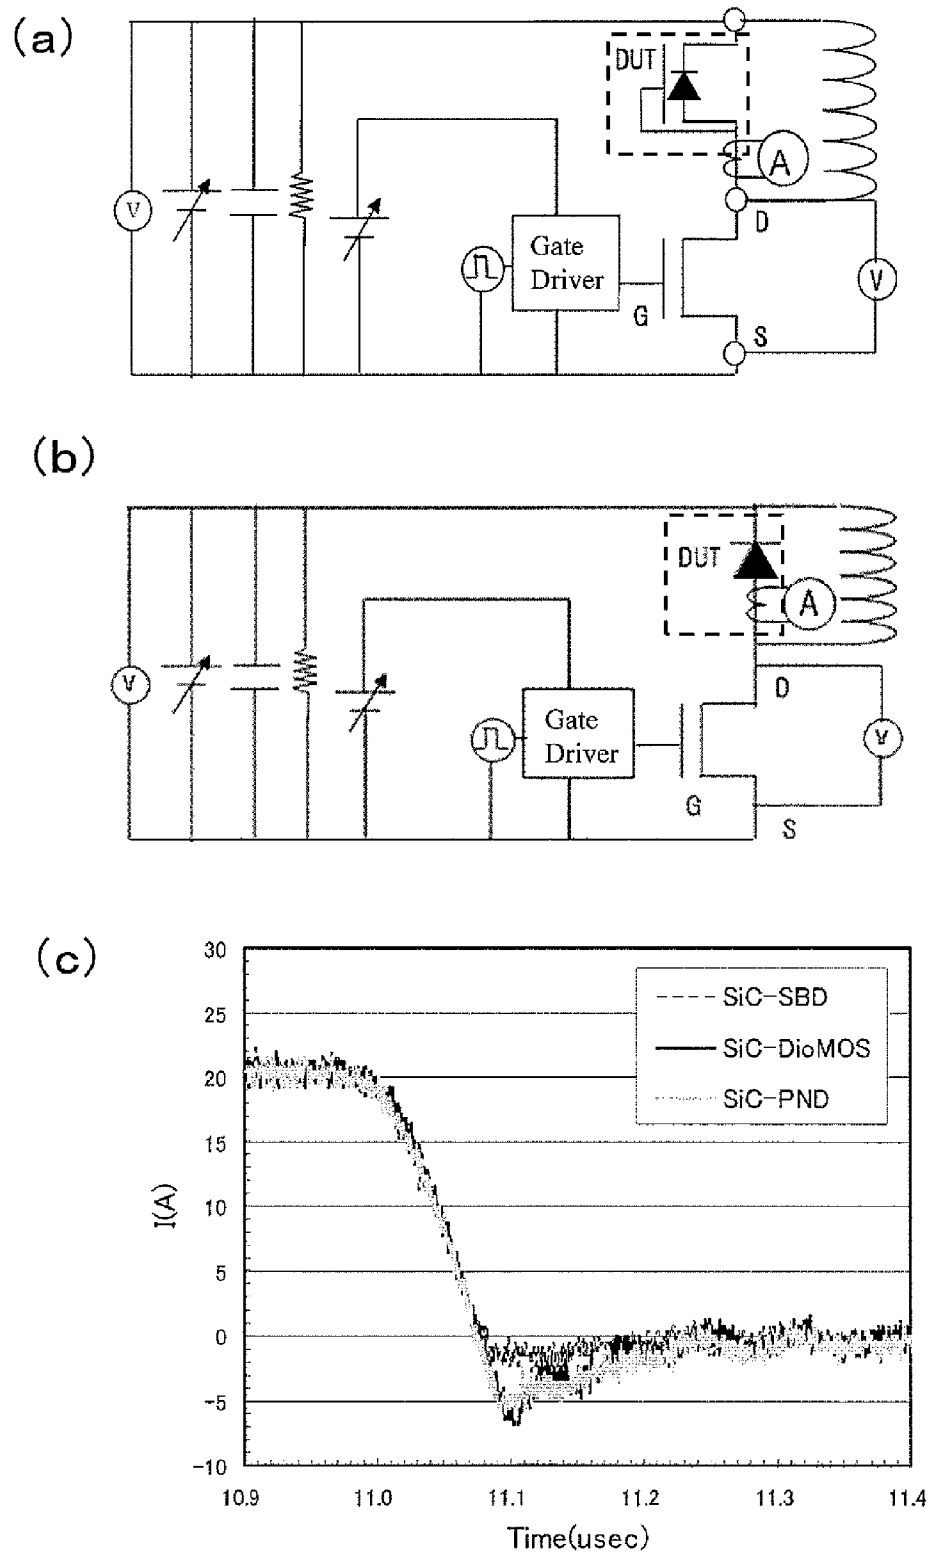 (a)
DUT
A
V
D
Gate
Driver
V
G
S
(b)
DUT
A
V
D
Gate
Driver
V
G
S
(c)
30
25
20
15
10
5
0
-5
-10
I(A)
SiC-SBD
SiC-DioMOS
SiC-PND
10.9
11.0
11.1
11.2
11.3
11.4
Time(usec)